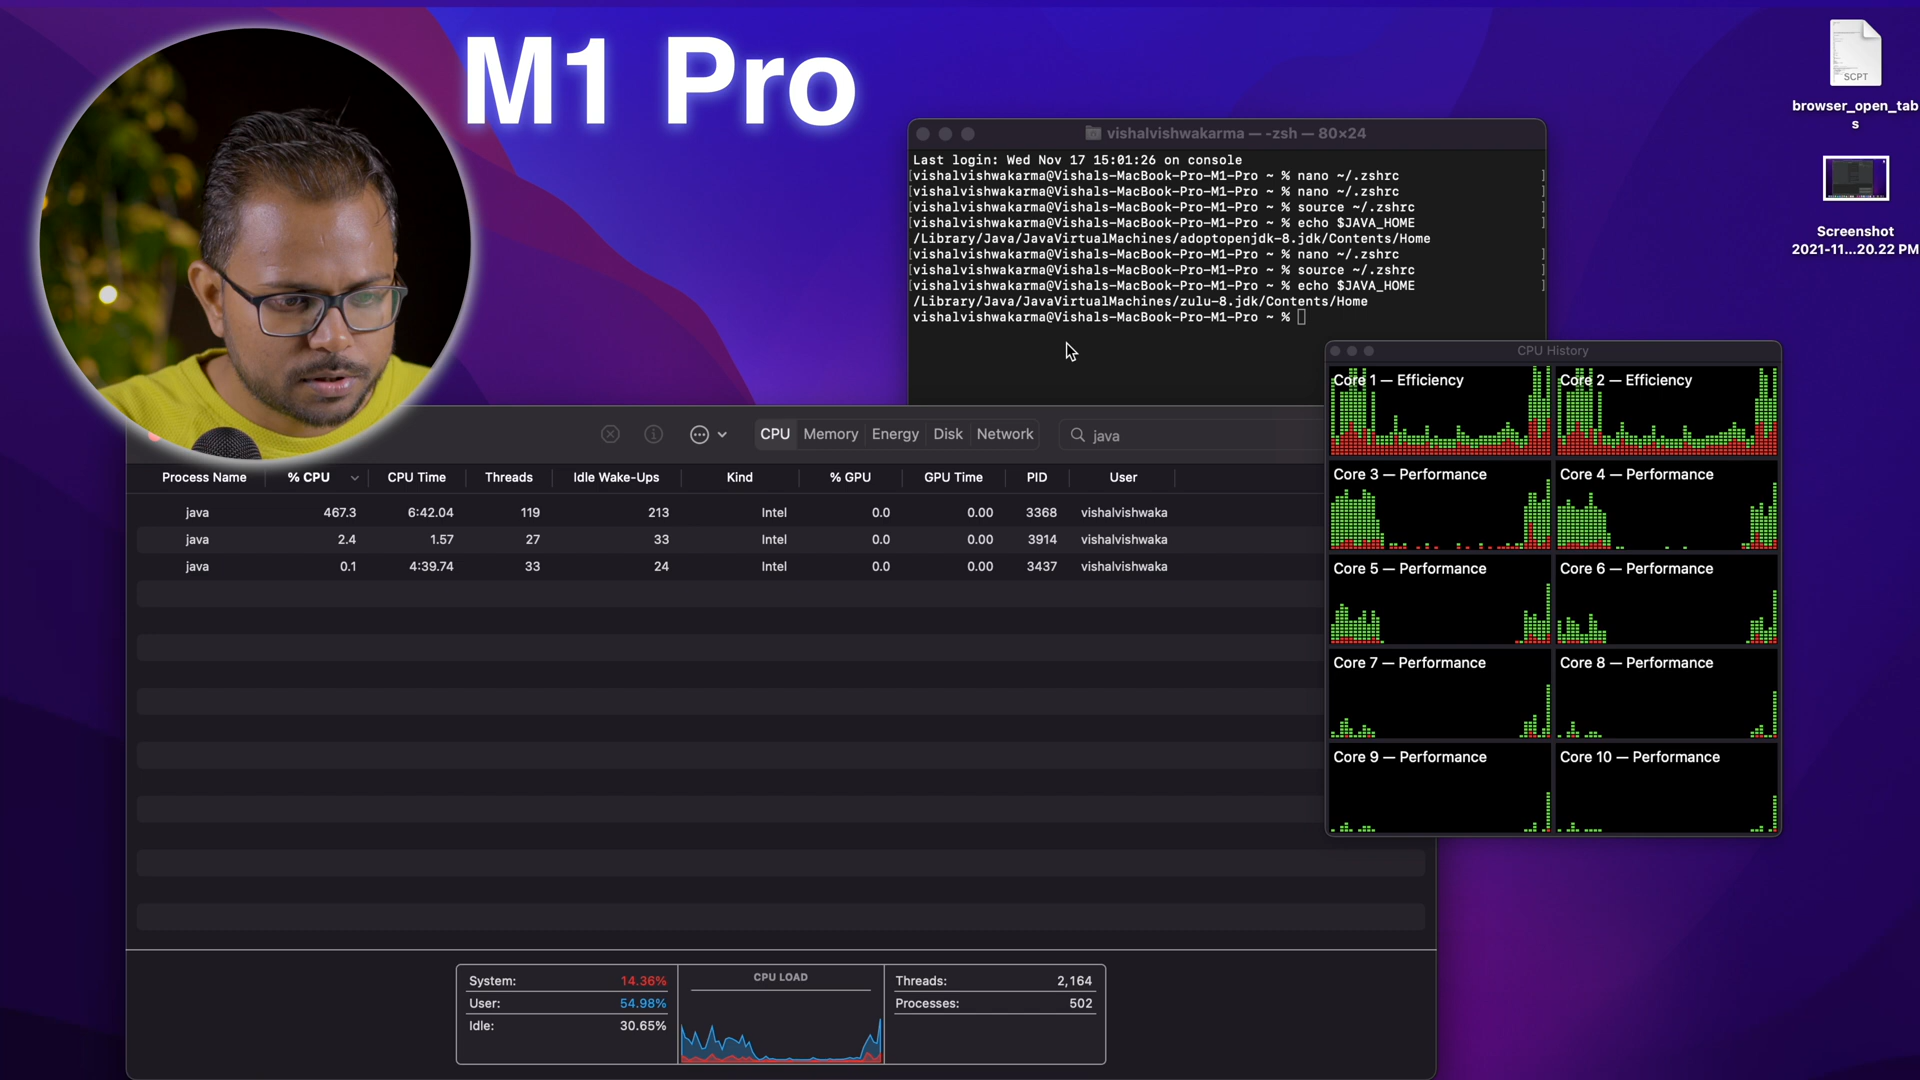 M1 Pro
SCPT
browser_open_tab
s
Screenshot
2021-11...20.22 PM
vishalvishwakarma — -zsh — 80×24
Last login: Wed Nov 17 15:01:26 on console
[vishalvishwakarma@Vishals-MacBook-Pro-M1-Pro ~ % nano ~/.zshrc ]
[vishalvishwakarma@Vishals-MacBook-Pro-M1-Pro ~ % nano ~/.zshrc ]
[vishalvishwakarma@Vishals-MacBook-Pro-M1-Pro ~ % source ~/.zshrc ]
[vishalvishwakarma@Vishals-MacBook-Pro-M1-Pro ~ % echo $JAVA_HOME ]
/Library/Java/JavaVirtualMachines/adoptopenjdk-8.jdk/Contents/Home
[vishalvishwakarma@Vishals-MacBook-Pro-M1-Pro ~ % nano ~/.zshrc ]
[vishalvishwakarma@Vishals-MacBook-Pro-M1-Pro ~ % source ~/.zshrc ]
[vishalvishwakarma@Vishals-MacBook-Pro-M1-Pro ~ % echo $JAVA_HOME ]
/Library/Java/JavaVirtualMachines/zulu-8.jdk/Contents/Home
vishalvishwakarma@Vishals-MacBook-Pro-M1-Pro ~ %
CPU History
Core 1 — Efficiency Core 2 — Efficiency
Core 3 — Performance Core 4 — Performance
Core 5 — Performance Core 6 — Performance
Core 7 — Performance Core 8 — Performance
Core 9 — Performance Core 10 — Performance
CPU Memory Energy Disk Network java
Process Name % CPU CPU Time Threads Idle Wake-Ups Kind % GPU GPU Time PID User
java 467.3 6:42.04 119 213 Intel 0.0 0.00 3368 vishalvishwaka
java 2.4 1.57 27 33 Intel 0.0 0.00 3914 vishalvishwaka
java 0.1 4:39.74 33 24 Intel 0.0 0.00 3437 vishalvishwaka
System: 14.36% CPU LOAD Threads: 2,164
User: 54.98% Processes: 502
Idle: 30.65%